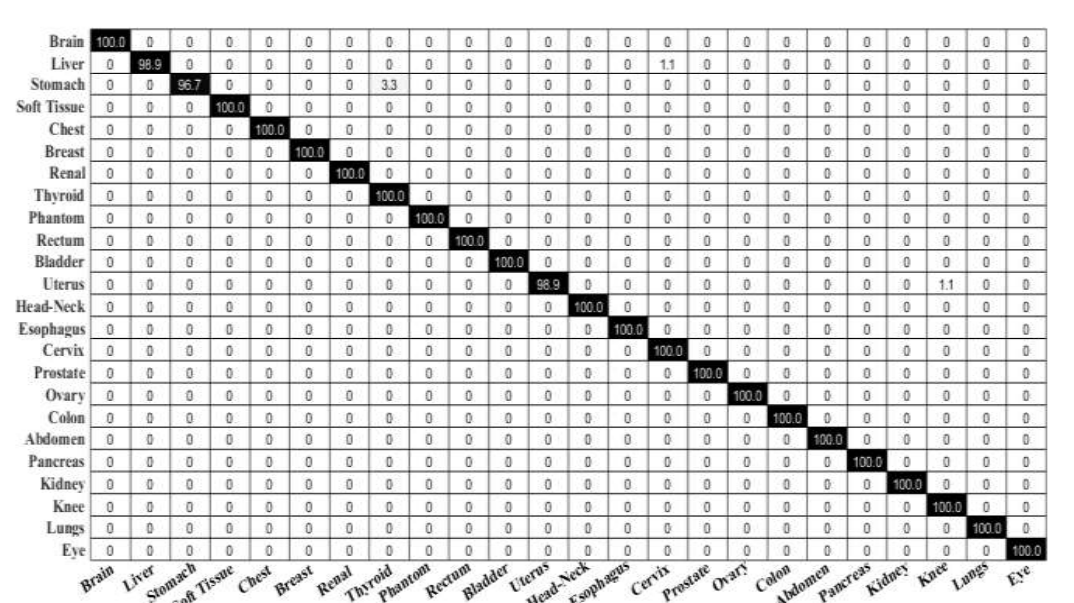 Brain 100.0 0 0 0 0 0 0 0 0 0 0 0 0 0 0 0 0 0 0 0 0 0 0 0
Liver 0 98.9 0 0 0 0 0 0 0 0 0 0 0 0 1.1 0 0 0 0 0 0 0 0 0
Stomach 0 0 96.7 0 0 0 0 3.3 0 0 0 0 0 0 0 0 0 0 0 0 0 0 0 0
Soft Tissue 0 0 0 100.0 0 0 0 0 0 0 0 0 0 0 0 0 0 0 0 0 0 0 0 0
Chest 0 0 0 0 100.0 0 0 0 0 0 0 0 0 0 0 0 0 0 0 0 0 0 0 0
Breast 0 0 0 0 0 100.0 0 0 0 0 0 0 0 0 0 0 0 0 0 0 0 0 0 0
Renal 0 0 0 0 0 0 100.0 0 0 0 0 0 0 0 0 0 0 0 0 0 0 0 0 0
Thyroid 0 0 0 0 0 0 0 100.0 0 0 0 0 0 0 0 0 0 0 0 0 0 0 0 0
Phantom 0 0 0 0 0 0 0 0 100.0 0 0 0 0 0 0 0 0 0 0 0 0 0 0 0
Rectum 0 0 0 0 0 0 0 0 0 100.0 0 0 0 0 0 0 0 0 0 0 0 0 0 0
Bladder 0 0 0 0 0 0 0 0 0 0 100.0 0 0 0 0 0 0 0 0 0 0 0 0 0
Uterus 0 0 0 0 0 0 0 0 0 0 0 98.9 0 0 0 0 0 0 0 0 0 1.1 0 0
Head-Neck 0 0 0 0 0 0 0 0 0 0 0 0 100.0 0 0 0 0 0 0 0 0 0 0 0
Esophagus 0 0 0 0 0 0 0 0 0 0 0 0 0 100.0 0 0 0 0 0 0 0 0 0 0
Cervix 0 0 0 0 0 0 0 0 0 0 0 0 0 0 100.0 0 0 0 0 0 0 0 0 0
Prostate 0 0 0 0 0 0 0 0 0 0 0 0 0 0 0 100.0 0 0 0 0 0 0 0 0
Ovary 0 0 0 0 0 0 0 0 0 0 0 0 0 0 0 0 100.0 0 0 0 0 0 0 0
Colon 0 0 0 0 0 0 0 0 0 0 0 0 0 0 0 0 0 100.0 0 0 0 0 0 0
Abdomen 0 0 0 0 0 0 0 0 0 0 0 0 0 0 0 0 0 0 100.0 0 0 0 0 0
Pancreas 0 0 0 0 0 0 0 0 0 0 0 0 0 0 0 0 0 0 0 100.0 0 0 0 0
Kidney 0 0 0 0 0 0 0 0 0 0 0 0 0 0 0 0 0 0 0 0 100.0 0 0 0
Knee 0 0 0 0 0 0 0 0 0 0 0 0 0 0 0 0 0 0 0 0 0 100.0 0 0
Lungs 0 0 0 0 0 0 0 0 0 0 0 0 0 0 0 0 0 0 0 0 0 0 100.0 0
Eye 0 0 0 0 0 0 0 0 0 0 0 0 0 0 0 0 0 0 0 0 0 0 0 100.0
Brain Liver Stomach Soft Tissue Chest Breast Renal Thyroid Phantom Rectum Bladder Uterus Head-Neck Esophagus Cervix Prostate Ovary Colon Abdomen Pancreas Kidney Knee Lungs Eye